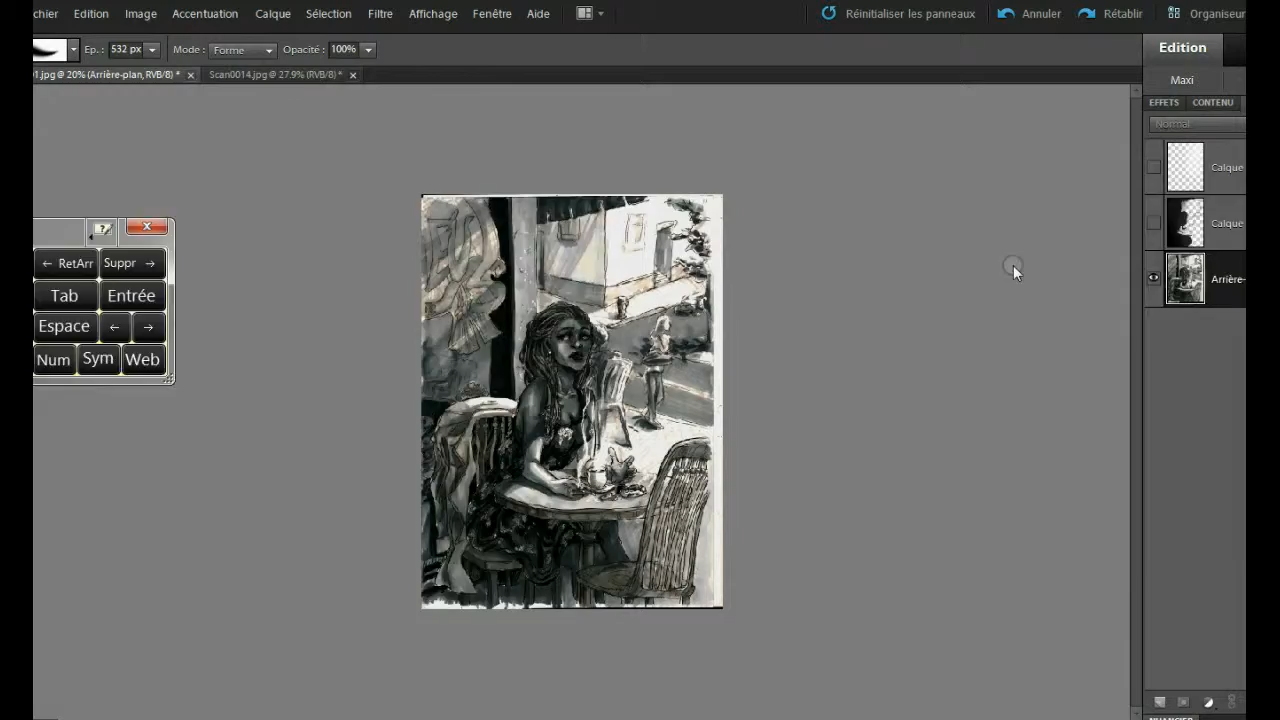 chier Edition Image Accentuation Calque Sélection Filtre Affichage Fenêtre Aide Réinitialiser les panneaux Annuler Rétablir Organiseur
Ep.: 532 px Mode: Forme Opacité: 100% Edition
1.jpg @ 20% (Arrière-plan, RVB/8) * Scan0014.jpg @ 27.9% (RVB/8) * Maxi
EFFETS CONTENU
Normal
Calque
Calque
← RetArr Suppr →
Arrière-
Tab Entrée
Espace ← →
Num Sym Web
NUANCIER